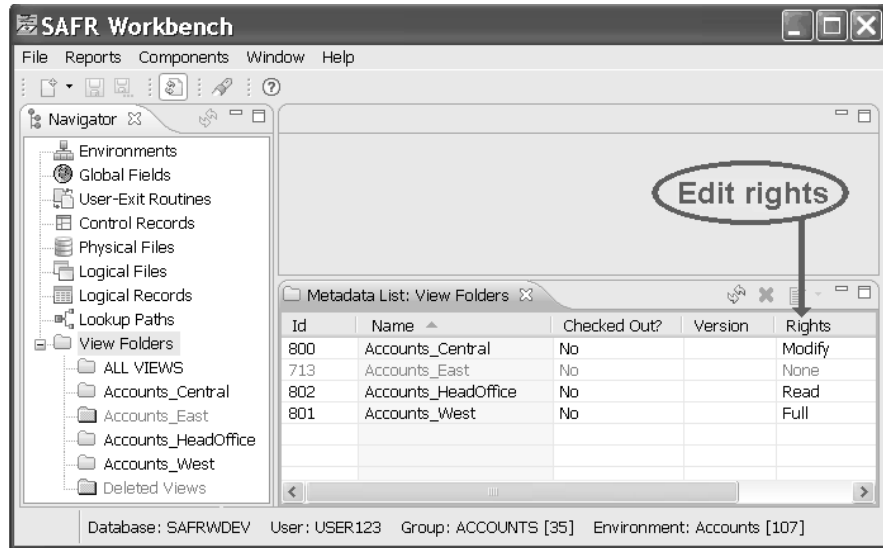 SAFR Workbench
File Reports Components Window Help
Navigator
Environments
Global Fields
User-Exit Routines
Control Records
Physical Files
Logical Files
Logical Records
Lookup Paths
View Folders
ALL VIEWS
Accounts_Central
Accounts_East
Accounts_HeadOffice
Accounts_West
Deleted Views
Edit rights
Metadata List: View Folders
Id Name Checked Out? Version Rights
800 Accounts_Central No Modify
713 Accounts_East No None
802 Accounts_HeadOffice No Read
801 Accounts_West No Full
Database: SAFRWDEV User: USER123 Group: ACCOUNTS [35] Environment: Accounts [107]